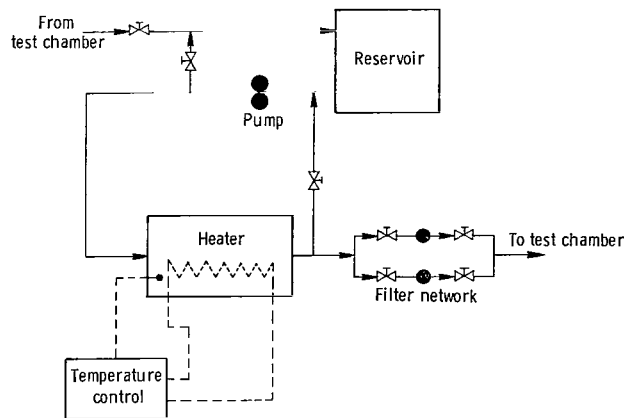 From
test chamber
Reservoir
Pump
Heater
To test chamber
Filter network
Temperature
control